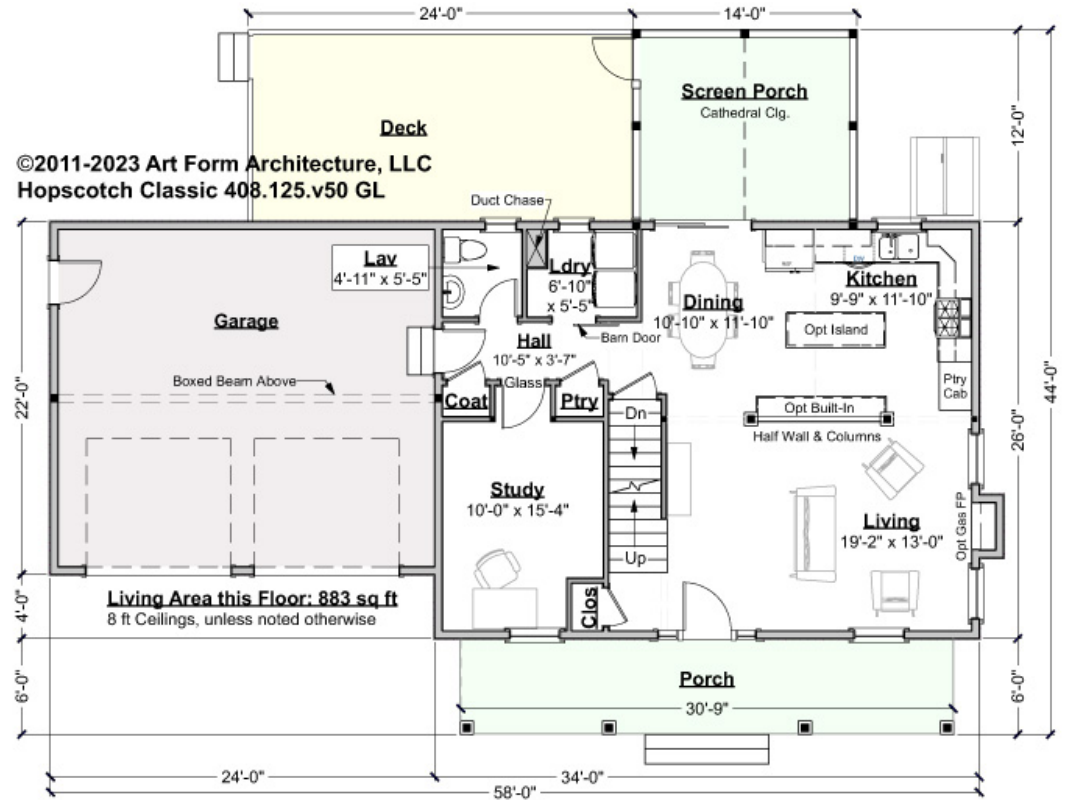 24'-0"
14'-0"
Screen Porch
Cathedral Clg.
Deck
12'-0"
©2011-2023 Art Form Architecture, LLC
Hopscotch Classic 408.125.v50 GL
Duct Chase
Lav
4'-11" x 5'-5"
Ldry
6'-10"
x 5'-5"
Kitchen
9'-9" x 11'-10"
Dining
10'-10" x 11'-10"
Garage
Opt Island
Hall
10'-5" x 3'-7"
Barn Door
Boxed Beam Above
Glass
Coat
Ptry
Ptry
Cab
22'-0"
26'-0"
44'-0"
Dn
Opt Built-In
Half Wall & Columns
Study
10'-0" x 15'-4"
Living
19'-2" x 13'-0"
Opt Gas FP
Up
Clos
Living Area this Floor: 883 sq ft
8 ft Ceilings, unless noted otherwise
4'-0"
Porch
30'-9"
6'-0"
6'-0"
24'-0"
34'-0"
58'-0"